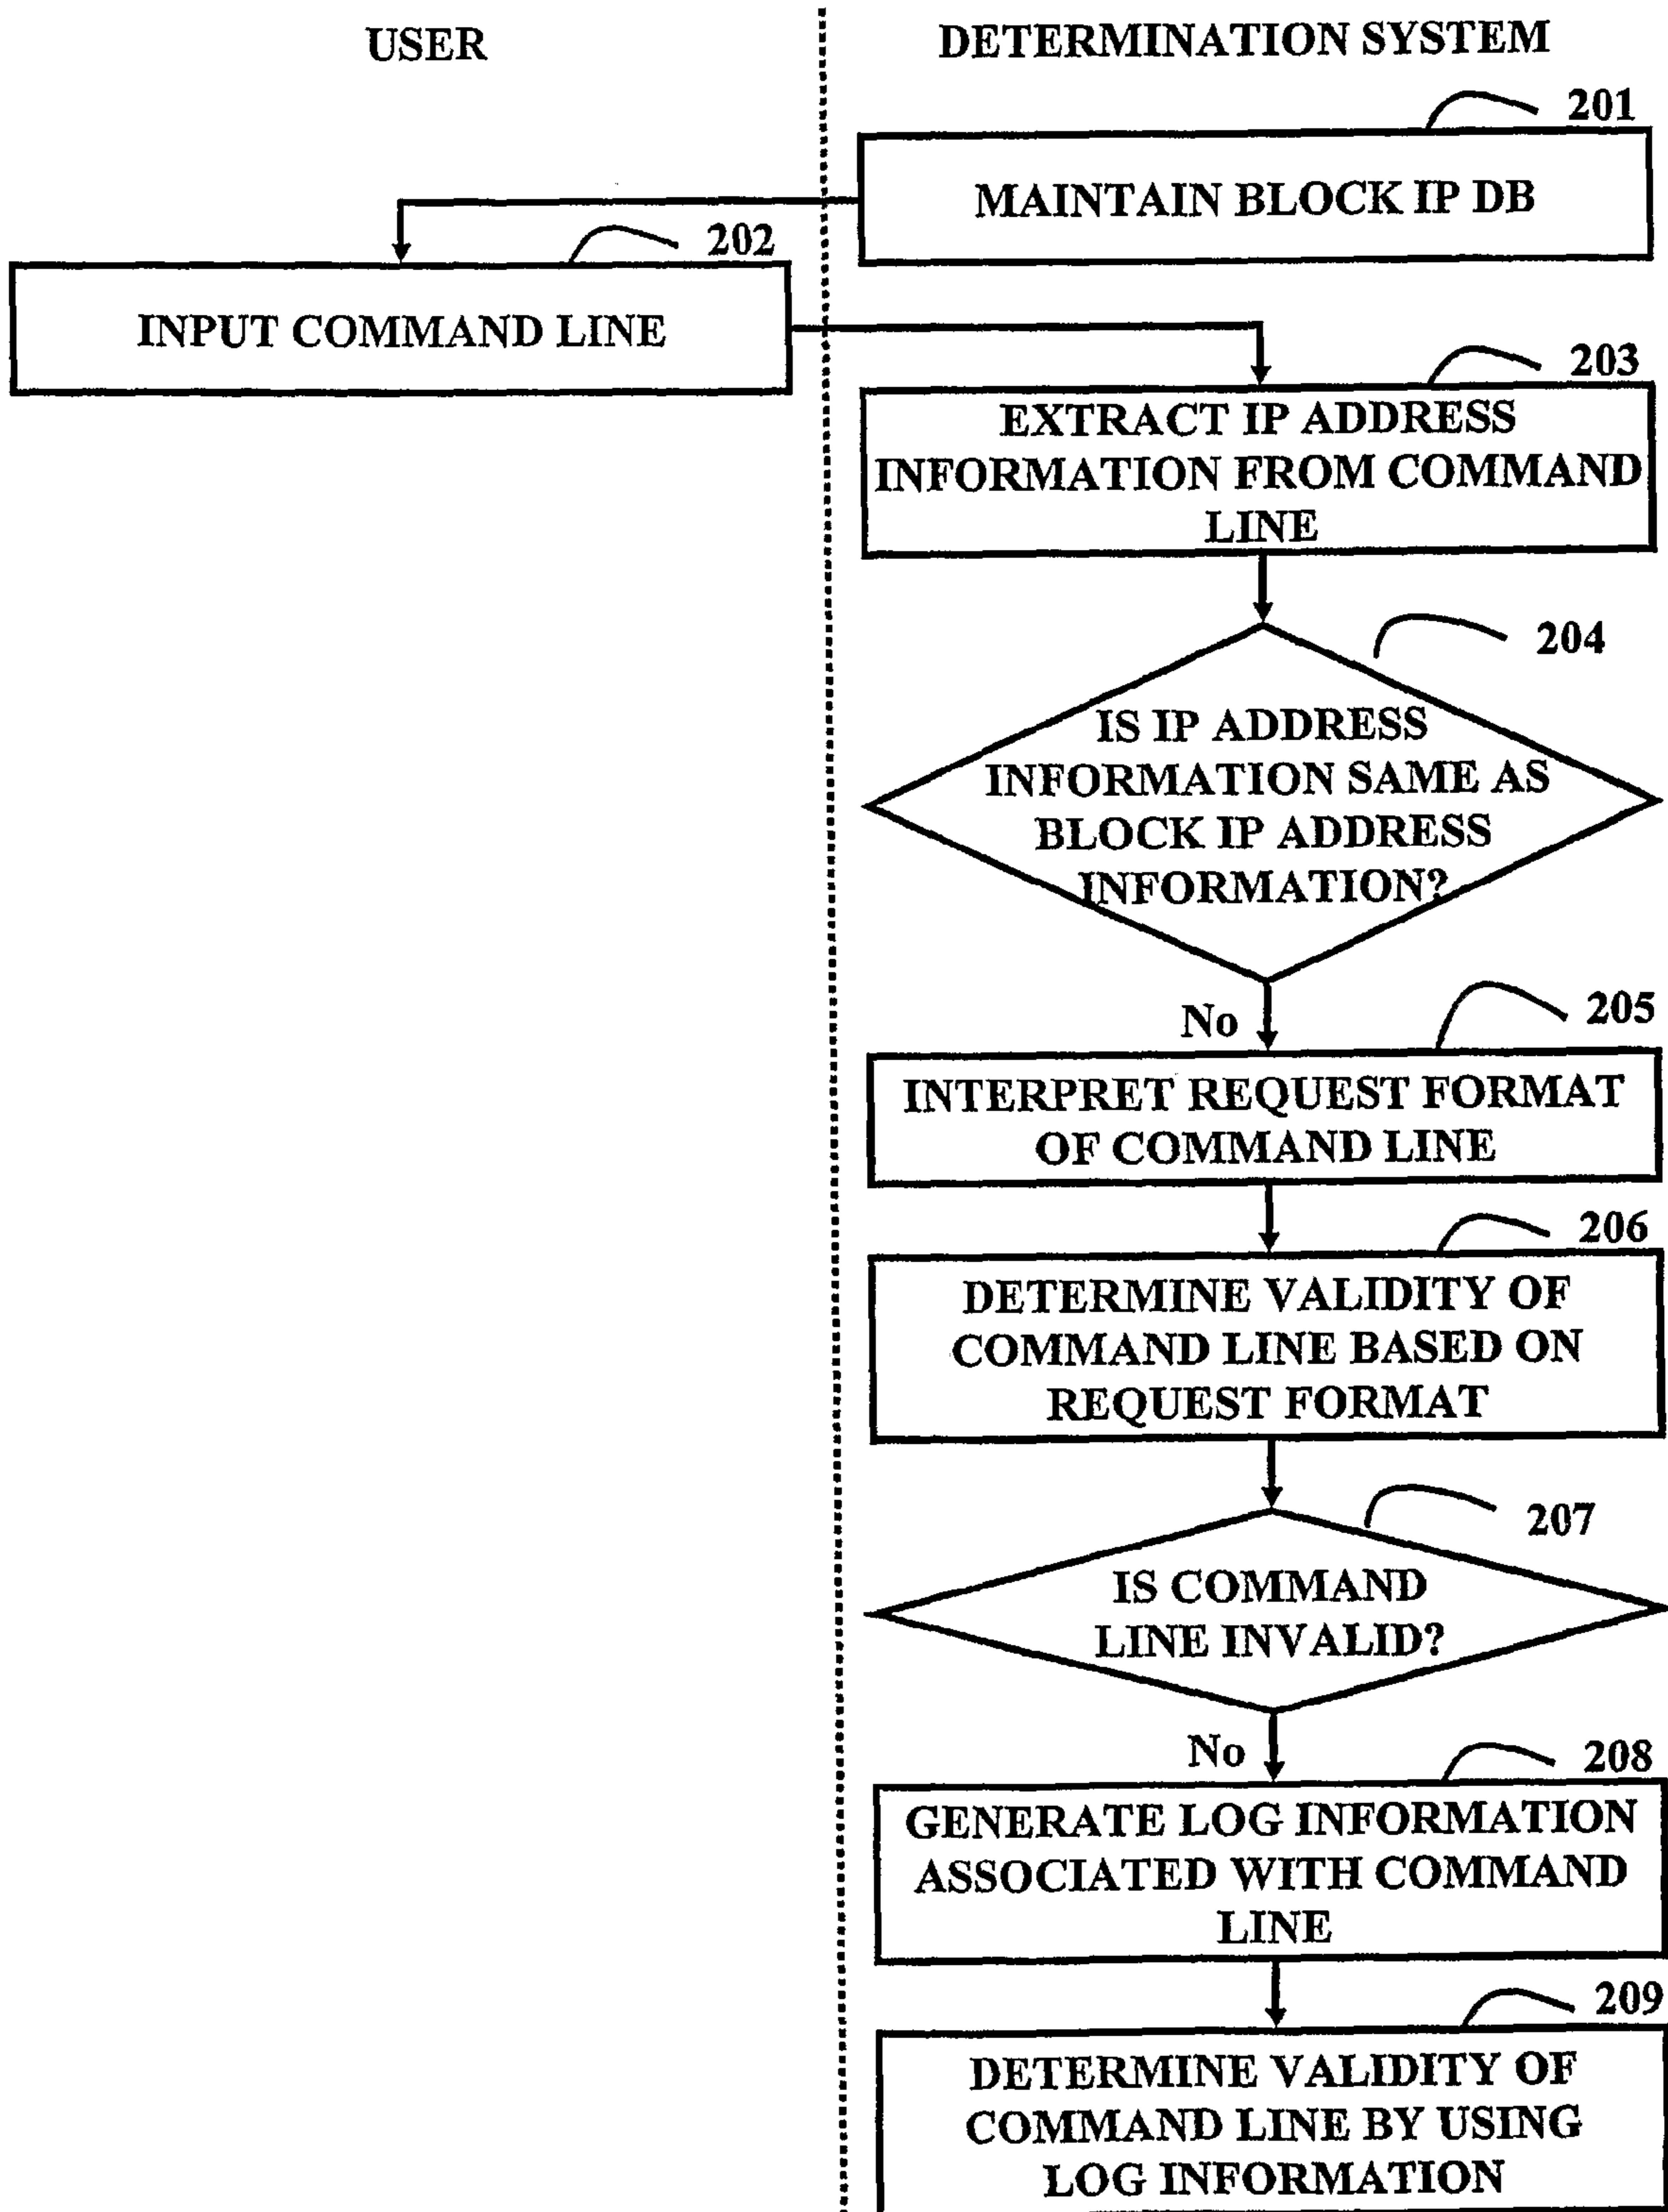 USER
DETERMINATION SYSTEM
201
MAINTAIN BLOCK IP DB
202
INPUT COMMAND LINE
203
EXTRACT IP ADDRESS
INFORMATION FROM COMMAND
LINE
204
IS IP ADDRESS
INFORMATION SAME AS
BLOCK IP ADDRESS
INFORMATION?
No
205
INTERPRET REQUEST FORMAT
OF COMMAND LINE
206
DETERMINE VALIDITY OF
COMMAND LINE BASED ON
REQUEST FORMAT
207
IS COMMAND
LINE INVALID?
No
208
GENERATE LOG INFORMATION
ASSOCIATED WITH COMMAND
LINE
209
DETERMINE VALIDITY OF
COMMAND LINE BY USING
LOG INFORMATION